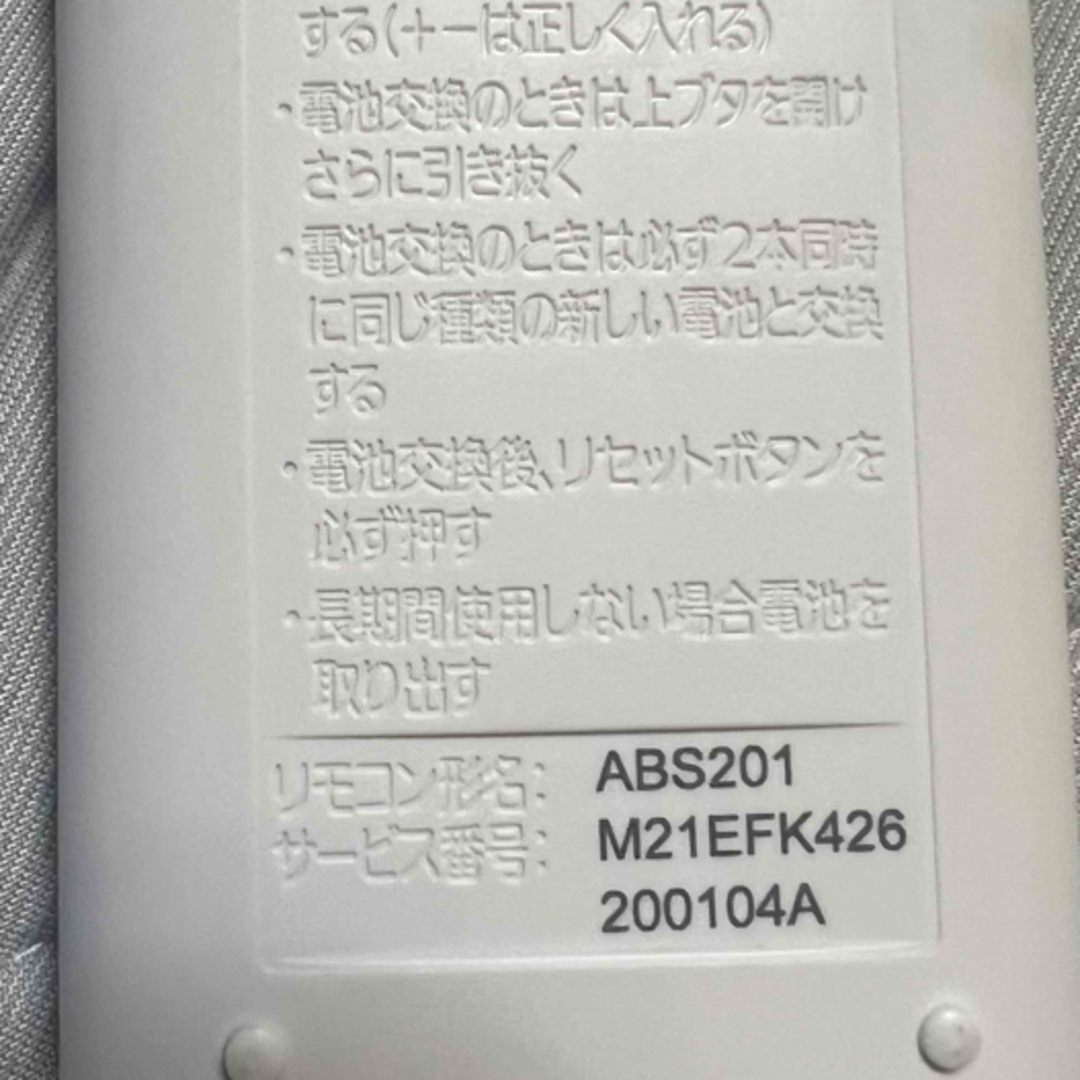 する(+-は正しく入れる)
・電池交換のときは上ブタを開け
さらに引き抜く
・電池交換のときは必ず2本同時
に同じ種類の新しい電池と交換
する
・電池交換後、リセットボタンを
必ず押す
・長期間使用しない場合電池を
取り出す
リモコン形名: ABS201
サービス番号: M21EFK426
200104A